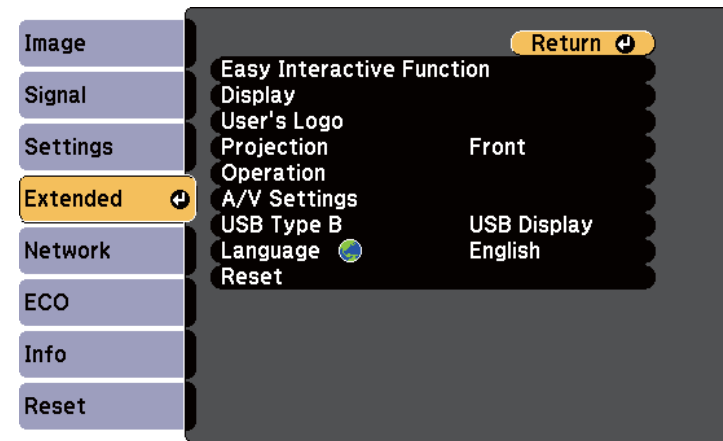 Image
Signal
Settings
Extended
Network
ECO
Info
Reset
Return
Easy Interactive Function
Display
User's Logo
Projection Front
Operation
A/V Settings
USB Type B USB Display
Language English
Reset